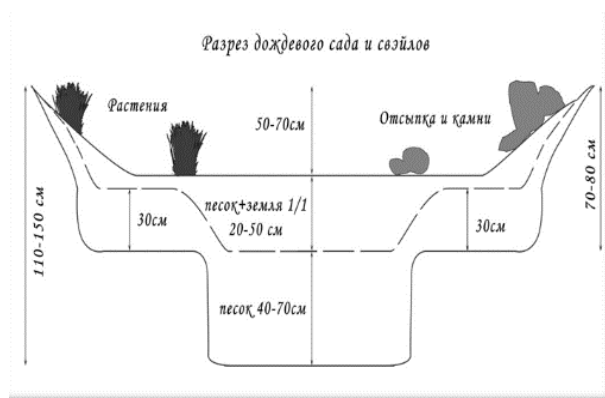 Разрез дождевого сада и свэйлов
Растения
50-70см
Отсыпка и камни
110-150 см
30см
песок+земля 1/1
20-50 см
30см
70-80 см
песок 40-70см